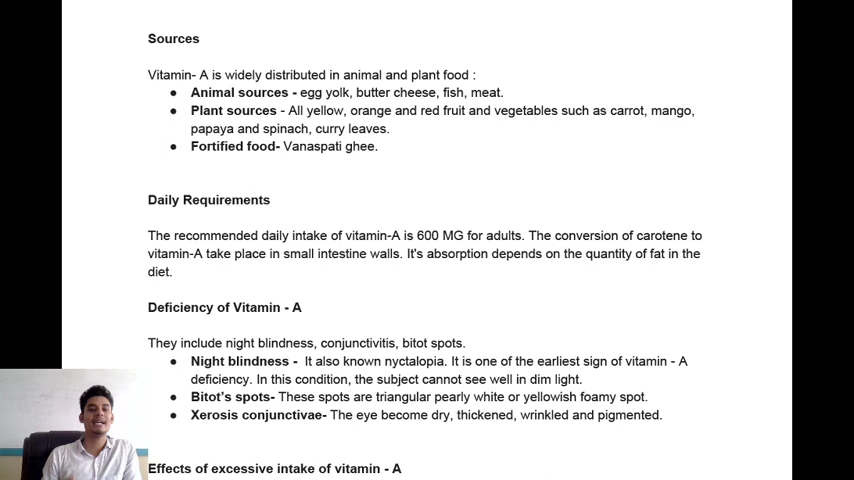 Sources
Vitamin- A is widely distributed in animal and plant food :
● Animal sources - egg yolk, butter cheese, fish, meat.
● Plant sources - All yellow, orange and red fruit and vegetables such as carrot, mango,
papaya and spinach, curry leaves.
● Fortified food- Vanaspati ghee.
Daily Requirements
The recommended daily intake of vitamin-A is 600 MG for adults. The conversion of carotene to
vitamin-A take place in small intestine walls. It's absorption depends on the quantity of fat in the
diet.
Deficiency of Vitamin - A
They include night blindness, conjunctivitis, bitot spots.
● Night blindness - It also known nyctalopia. It is one of the earliest sign of vitamin - A
deficiency. In this condition, the subject cannot see well in dim light.
● Bitot's spots- These spots are triangular pearly white or yellowish foamy spot.
● Xerosis conjunctivae- The eye become dry, thickened, wrinkled and pigmented.
Effects of excessive intake of vitamin - A